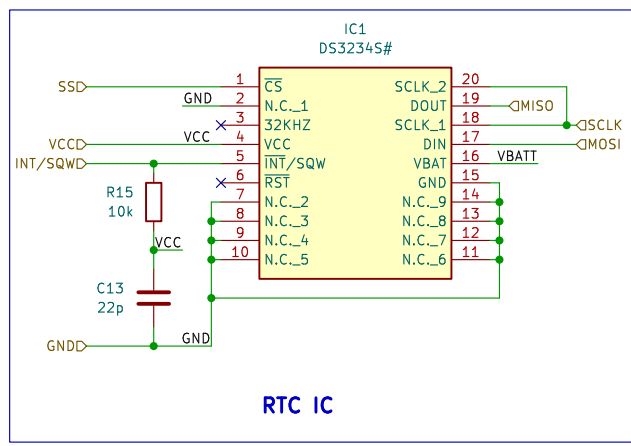 IC1
DS3234S#
SS 1 CS SCLK_2 20
GND 2 N.C._1 DOUT 19 MISO
3 32KHZ SCLK_1 18 SCLK
VCC VCC 4 VCC DIN 17 MOSI
INT/SQW 5 INT/SQW VBAT 16 VBATT
6 RST GND 15
R15 7 N.C._2 N.C._9 14
10k 8 N.C._3 N.C._8 13
VCC 9 N.C._4 N.C._7 12
10 N.C._5 N.C._6 11
C13
22p
GND GND
RTC IC